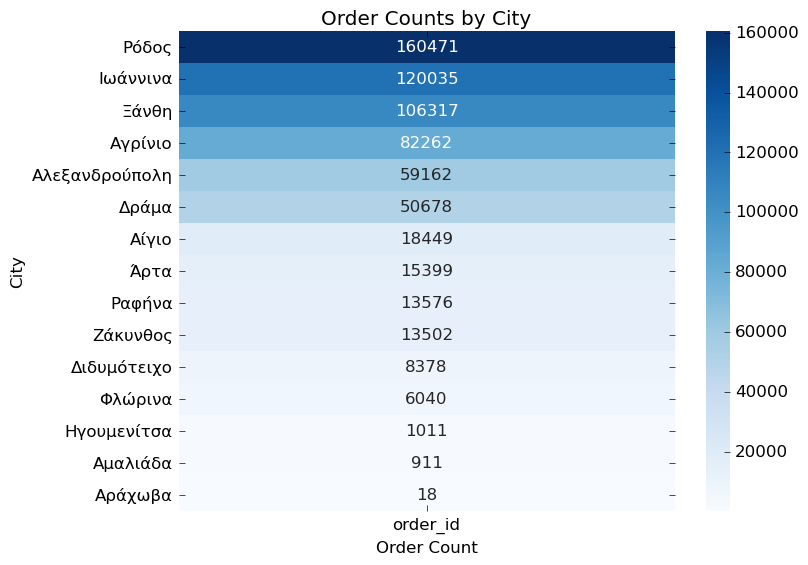 Order Counts by City
Ρόδος 160471
Ιωάννινα 120035
Ξάνθη 106317
Αγρίνιο 82262
Αλεξανδρούπολη 59162
Δράμα 50678
Αίγιο 18449
Άρτα 15399
Ραφήνα 13576
Ζάκυνθος 13502
Διδυμότειχο 8378
Φλώρινα 6040
Ηγουμενίτσα 1011
Αμαλιάδα 911
Αράχωβα 18
City
order_id
Order Count
160000
140000
120000
100000
80000
60000
40000
20000